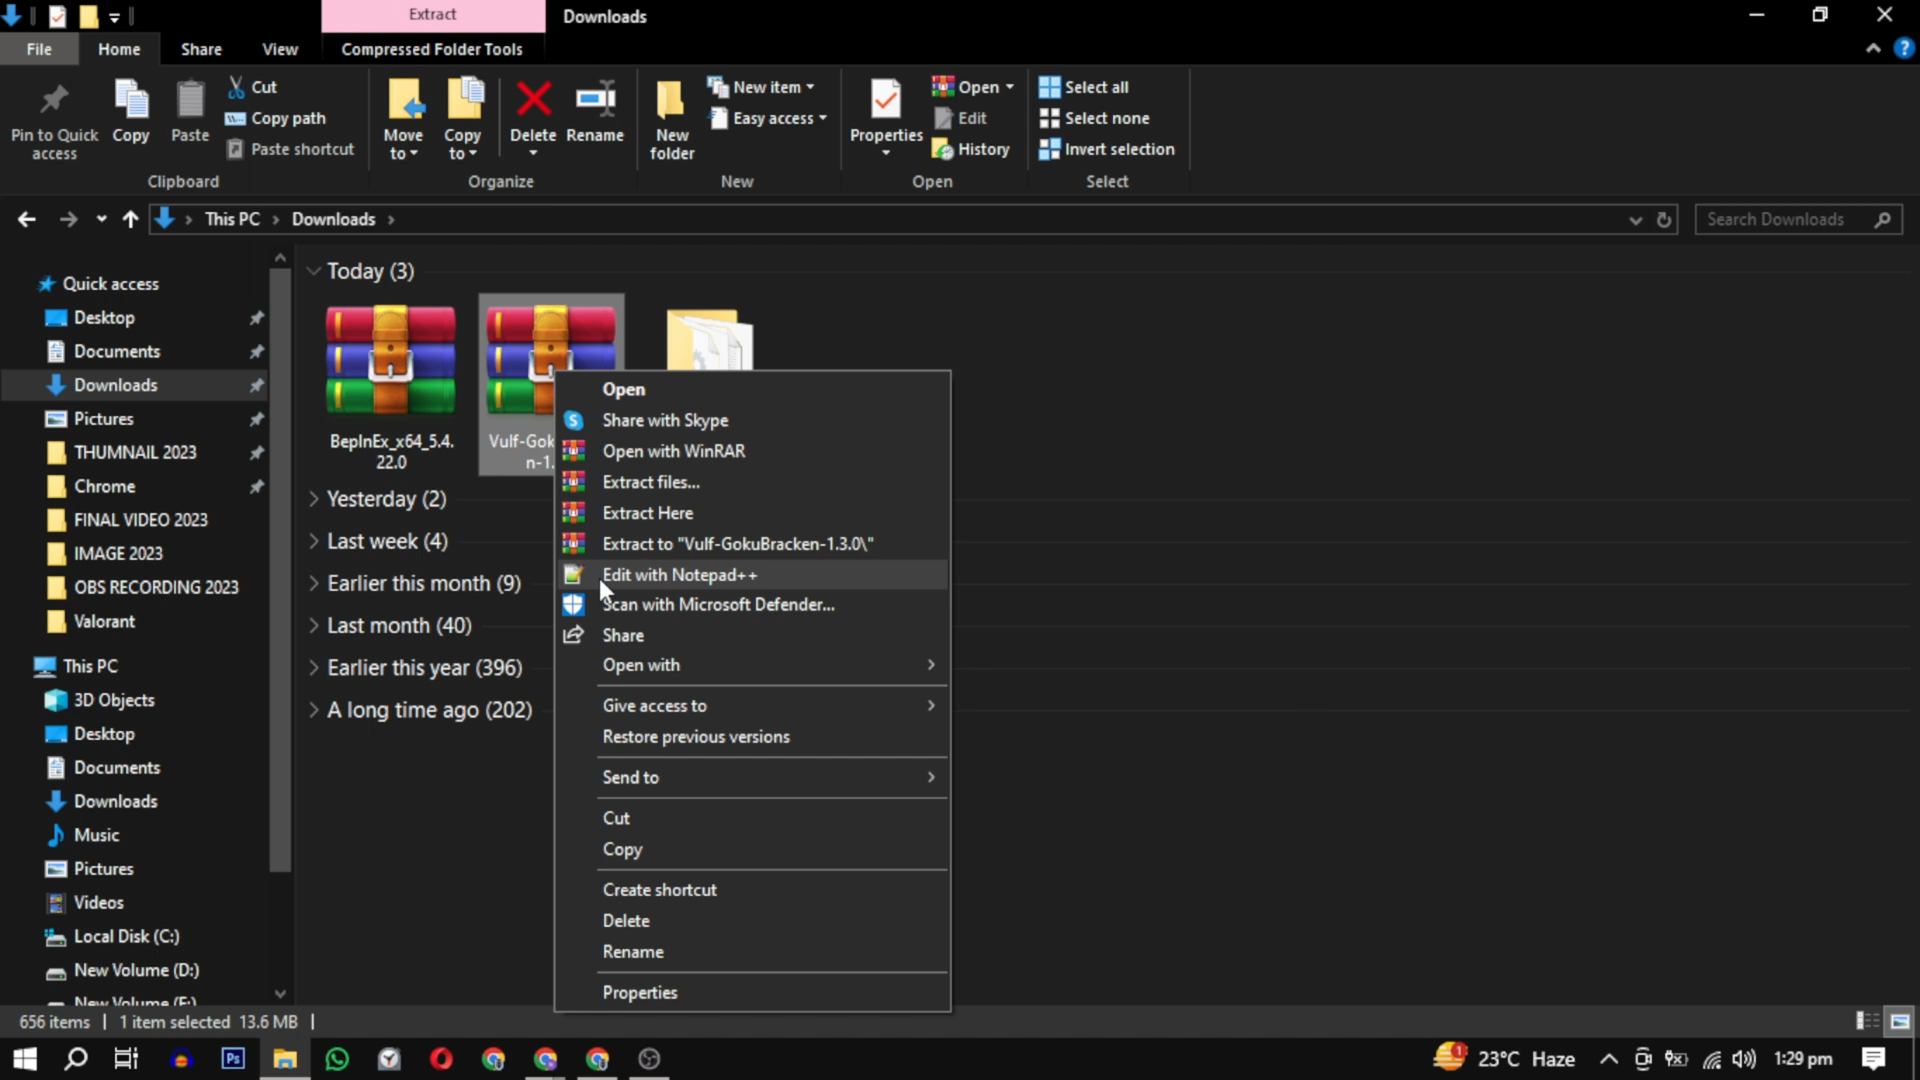 Extract
Downloads
File
Home
Share
View
Compressed Folder Tools
Pin to Quick access
Copy
Paste
Cut
Copy path
Paste shortcut
Move to
Copy to
Delete
Rename
New folder
New item
Easy access
Properties
Open
Edit
History
Select all
Select none
Invert selection
Clipboard
Organize
New
Open
Select
This PC
Downloads
Search Downloads
Quick access
Desktop
Documents
Downloads
Pictures
THUMNAIL 2023
Chrome
FINAL VIDEO 2023
IMAGE 2023
OBS RECORDING 2023
Valorant
This PC
3D Objects
Desktop
Documents
Downloads
Music
Pictures
Videos
Local Disk (C:)
New Volume (D:)
New Volume (E:)
Today (3)
BepInEx_x64_5.4.
22.0
Vulf-Gok
n-1.
Yesterday (2)
Last week (4)
Earlier this month (9)
Last month (40)
Earlier this year (396)
A long time ago (202)
Open
Share with Skype
Open with WinRAR
Extract files...
Extract Here
Extract to "Vulf-GokuBracken-1.3.0\"
Edit with Notepad++
Scan with Microsoft Defender...
Share
Open with
Give access to
Restore previous versions
Send to
Cut
Copy
Create shortcut
Delete
Rename
Properties
656 items
1 item selected 13.6 MB
Ps
1
23°C Haze
1:29 pm